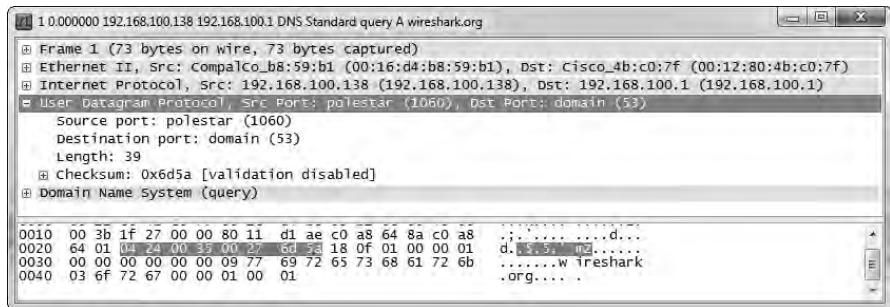 1 0.000000 192.168.100.138 192.168.100.1 DNS Standard query A wireshark.org
Frame 1 (73 bytes on wire, 73 bytes captured)
Ethernet II, Src: CompalCo_b8:59:b1 (00:16:d4:b8:59:b1), Dst: Cisco_4b:c0:7f (00:12:80:4b:c0:7f)
Internet Protocol, Src: 192.168.100.138 (192.168.100.138), Dst: 192.168.100.1 (192.168.100.1)
User Datagram Protocol, Src Port: polestar (1060), Dst Port: domain (53)
Source port: polestar (1060)
Destination port: domain (53)
Length: 39
Checksum: 0x6d5a [validation disabled]
Domain Name System (query)
0010 00 3b 1f 27 00 00 80 11 d1 ae c0 a8 64 8a c0 a8 .;.'.... ....d...
0020 64 01 04 24 00 35 00 27 6d 5a 18 0f 01 00 00 01 d..$.5.' mZ......
0030 00 00 00 00 00 00 09 77 69 72 65 73 68 61 72 6b .......w ireshark
0040 03 6f 72 67 00 00 01 00 01 .org.... .